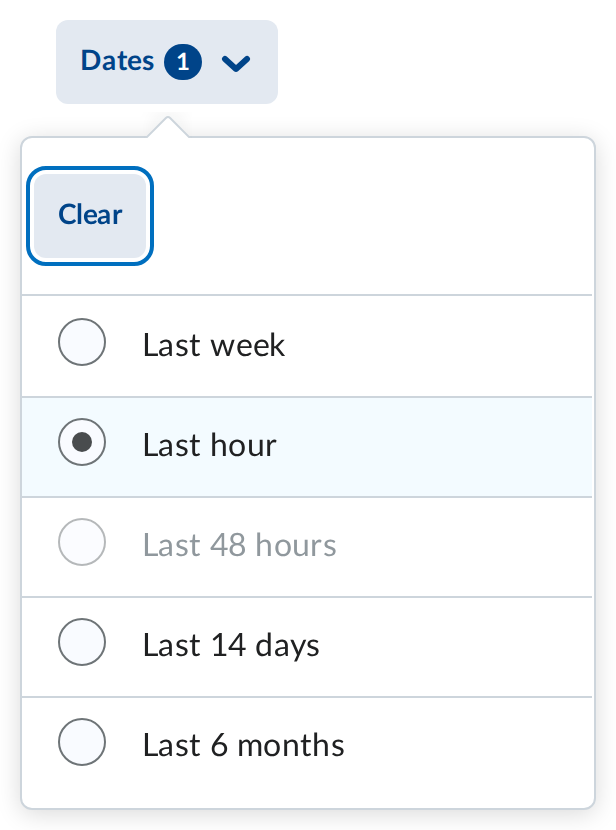 Dates 1
Clear
Last week
Last hour
Last 48 hours
Last 14 days
Last 6 months